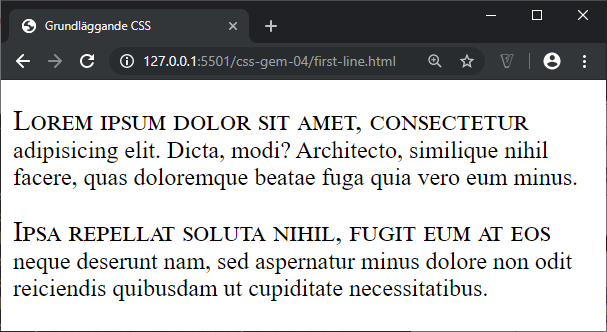 Grundläggande CSS
127.0.0.1:5501/css-gem-04/first-line.html
Lorem ipsum dolor sit amet, consectetur
adipisicing elit. Dicta, modi? Architecto, similique nihil
facere, quas doloremque beatae fuga quia vero eum minus.
Ipsa repellat soluta nihil, fugit eum at eos
neque deserunt nam, sed aspernatur minus dolore non odit
reiciendis quibusdam ut cupiditate necessitatibus.